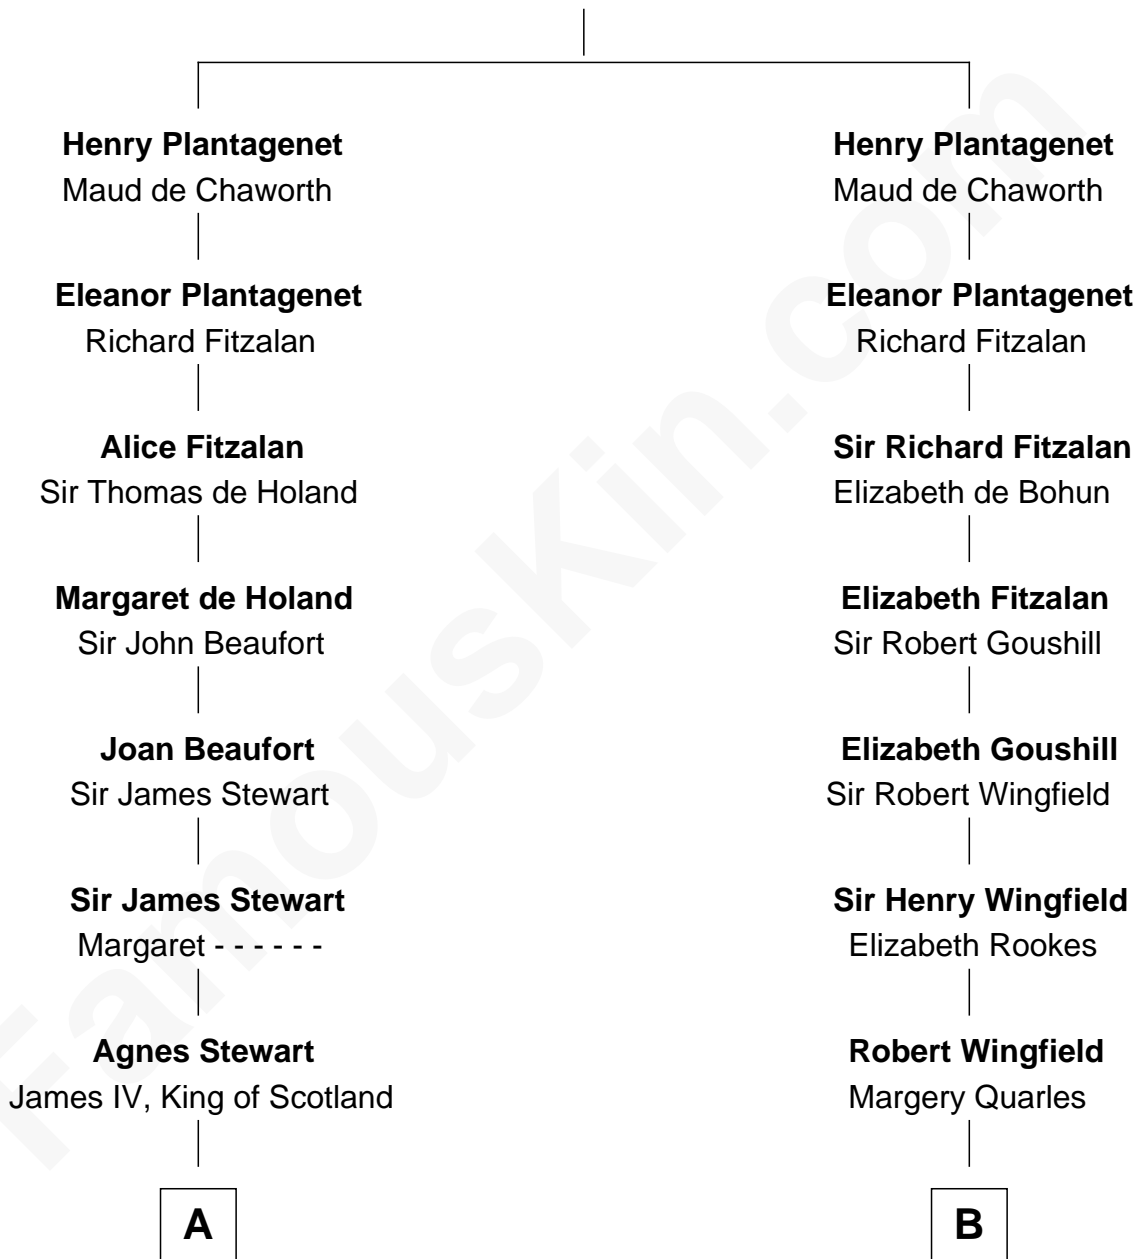 Henry Plantagenet
Maud de Chaworth
Eleanor Plantagenet
Richard Fitzalan
Alice Fitzalan
Sir Thomas de Holand
Margaret de Holand
Sir John Beaufort
Joan Beaufort
Sir James Stewart
Sir James Stewart
Margaret - - - - - -
Agnes Stewart
James IV, King of Scotland
A
Henry Plantagenet
Maud de Chaworth
Eleanor Plantagenet
Richard Fitzalan
Sir Richard Fitzalan
Elizabeth de Bohun
Elizabeth Fitzalan
Sir Robert Goushill
Elizabeth Goushill
Sir Robert Wingfield
Sir Henry Wingfield
Elizabeth Rookes
Robert Wingfield
Margery Quarles
B
FamousKin.com